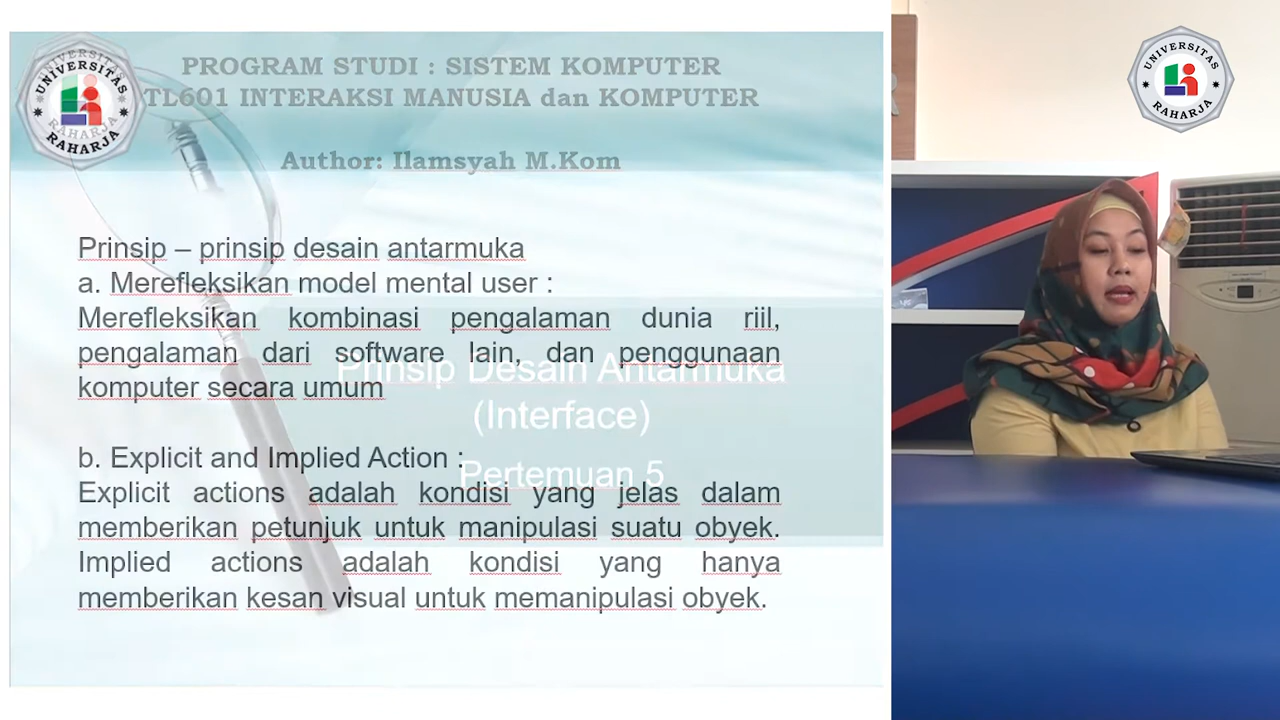 PROGRAM STUDI : SISTEM KOMPUTER
TL601 INTERAKSI MANUSIA dan KOMPUTER
Author: Ilamsyah M.Kom
UNIVERSITAS
RAHARJA
Prinsip – prinsip desain antarmuka
a. Merefleksikan model mental user :
Merefleksikan kombinasi pengalaman dunia riil,
pengalaman dari software lain, dan penggunaan
komputer secara umum
Prinsip Desain Antarmuka
(Interface)
b. Explicit and Implied Action :
Pertemuan 5
Explicit actions adalah kondisi yang jelas dalam
memberikan petunjuk untuk manipulasi suatu obyek.
Implied actions adalah kondisi yang hanya
memberikan kesan visual untuk memanipulasi obyek.
UNIVERSITAS
RAHARJA